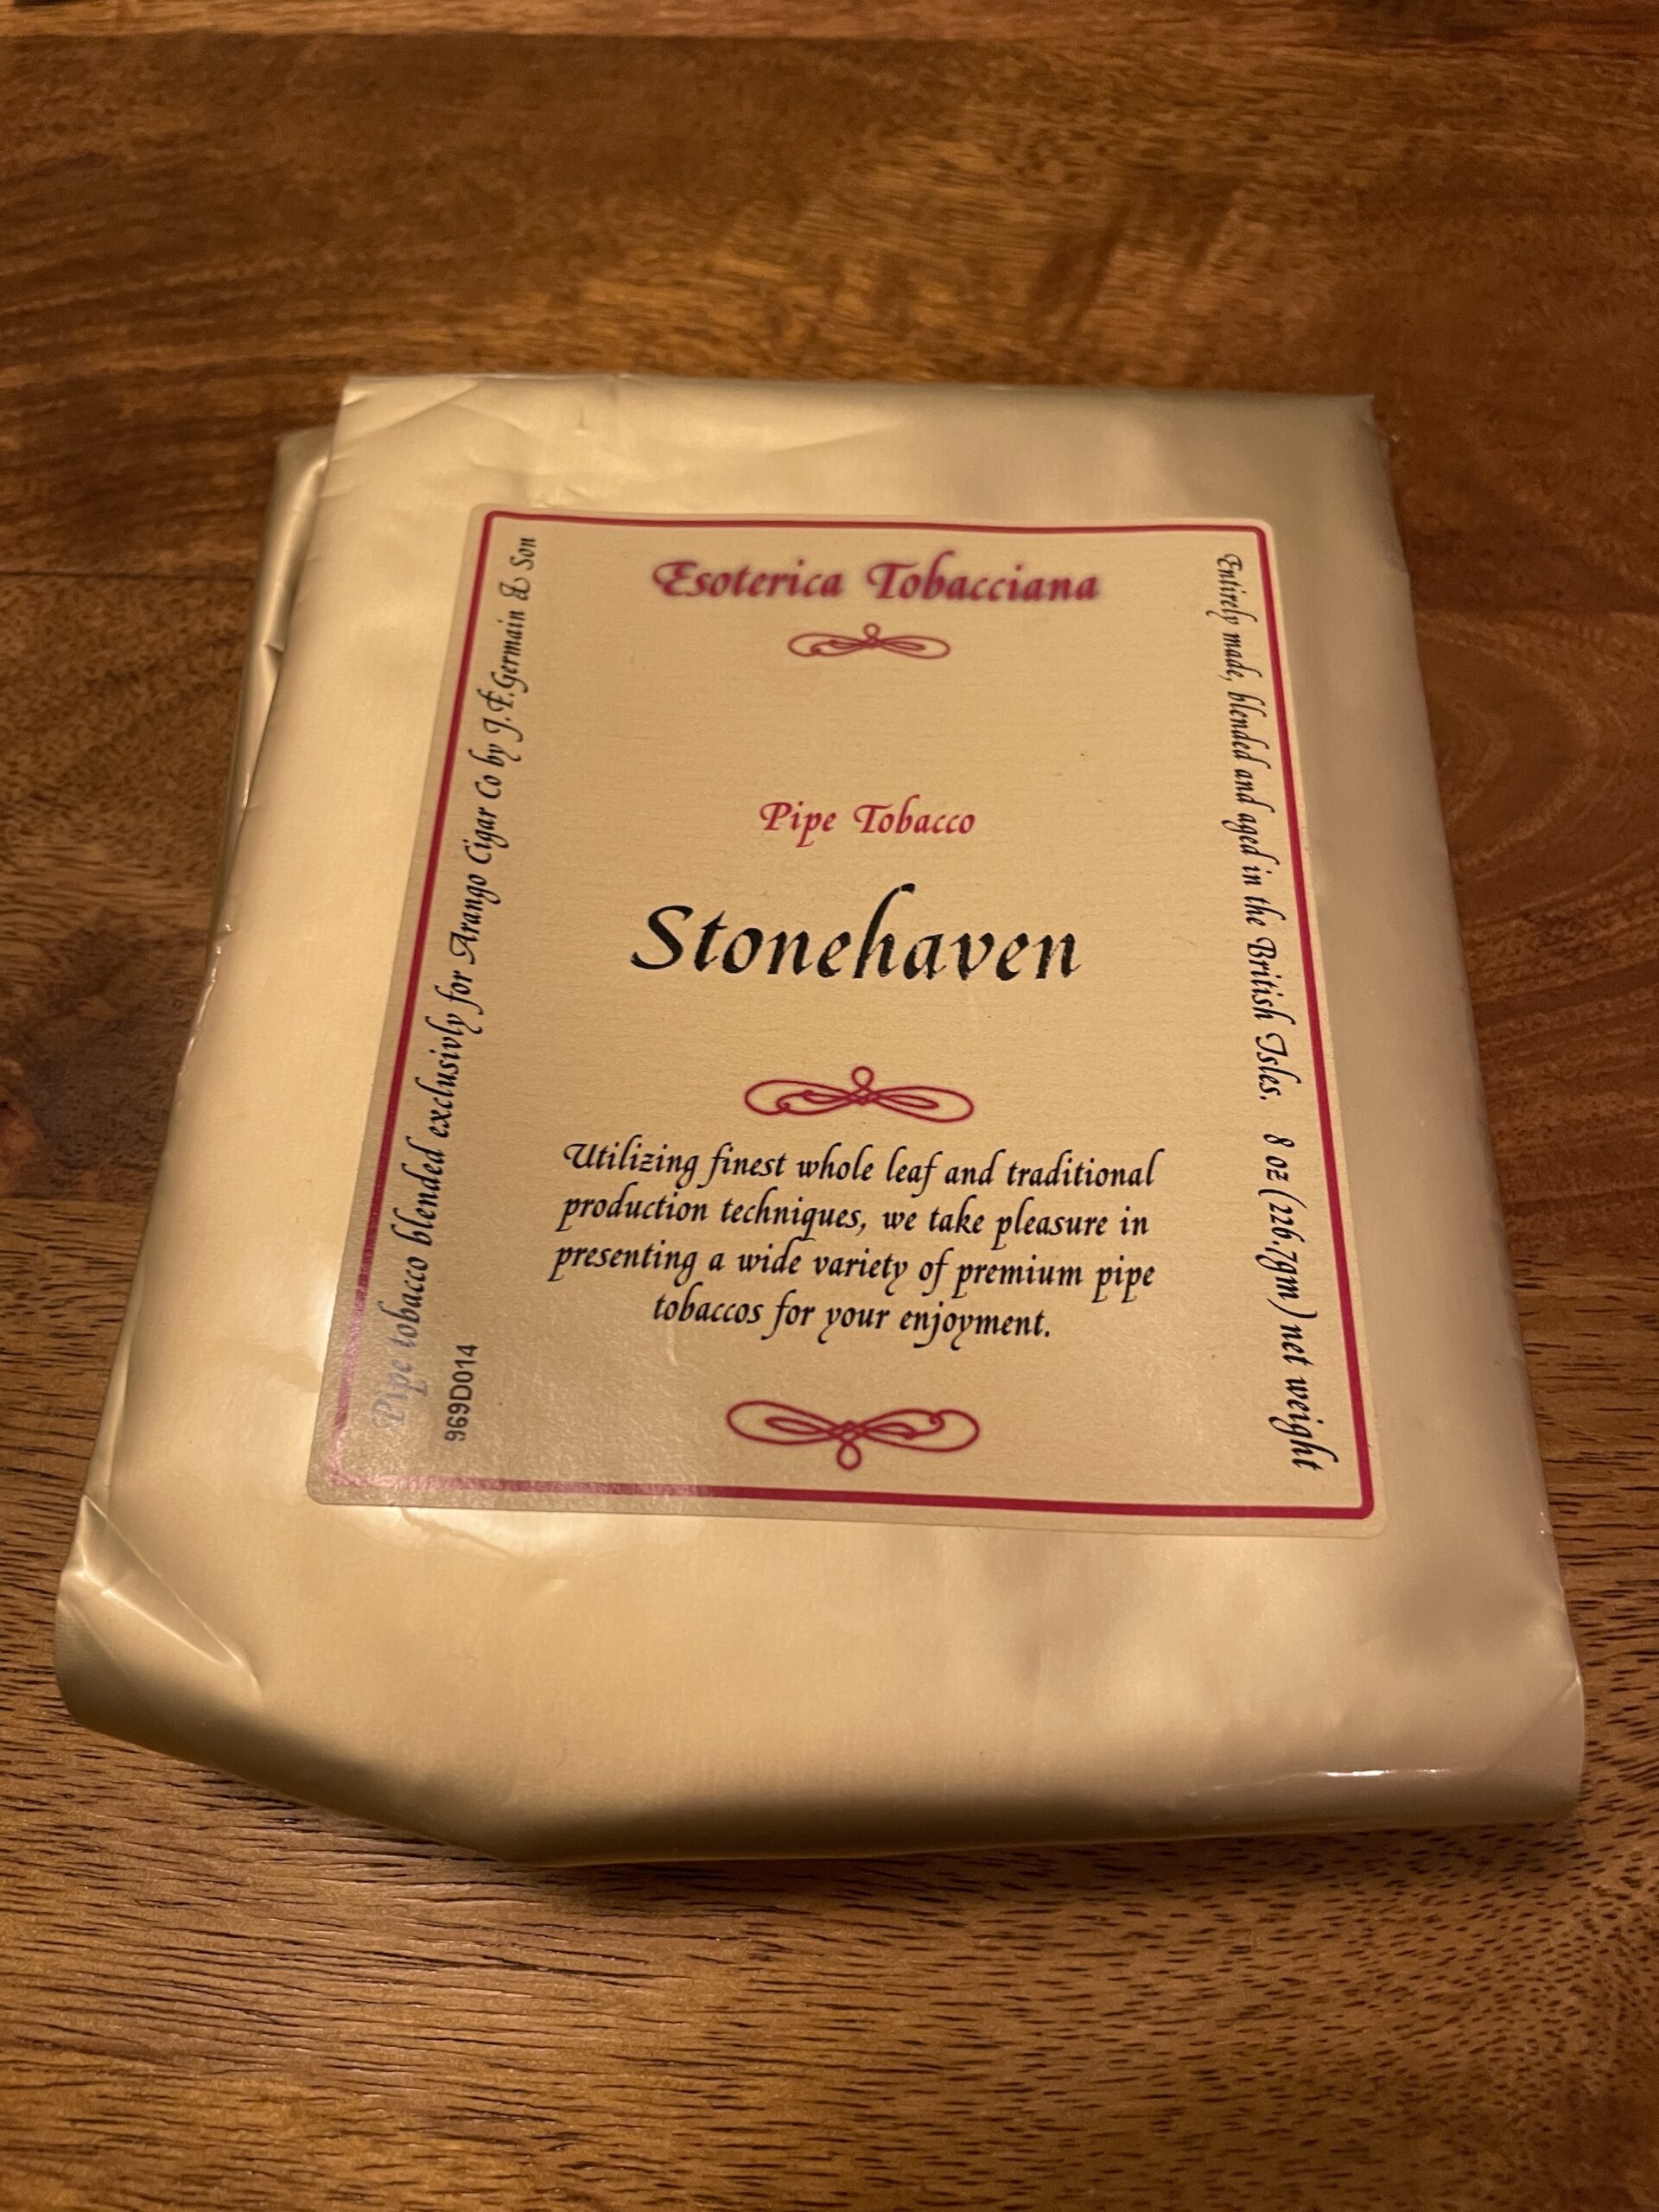 Esoterica Tobacciana
Pipe Tobacco
Stonehaven
Utilizing finest whole leaf and traditional
production techniques, we take pleasure in
presenting a wide variety of premium pipe
tobaccos for your enjoyment.
Pipe tobacco blended exclusivly for Arango Cigar Co by J.F.Germain & Son
969D014
Entirely made, blended and aged in the British Isles. 8 oz (226.7gm) net weight